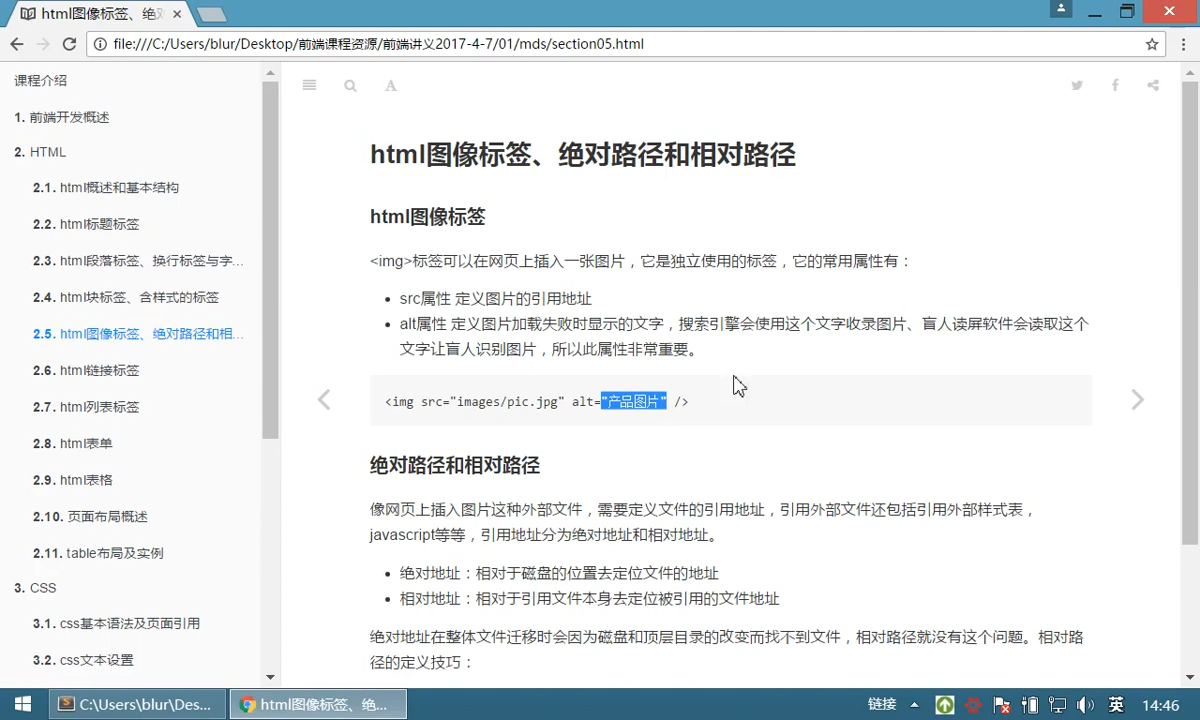 html图像标签、绝对
file:///C:/Users/blur/Desktop/前端课程资源/前端讲义2017-4-7/01/mds/section05.html
课程介绍
1. 前端开发概述
2. HTML
2.1. html概述和基本结构
2.2. html标题标签
2.3. html段落标签、换行标签与字...
2.4. html块标签、含样式的标签
2.5. html图像标签、绝对路径和相...
2.6. html链接标签
2.7. html列表标签
2.8. html表单
2.9. html表格
2.10. 页面布局概述
2.11. table布局及实例
3. CSS
3.1. css基本语法及页面引用
3.2. css文本设置
A
html图像标签、绝对路径和相对路径
html图像标签
<img>标签可以在网页上插入一张图片，它是独立使用的标签，它的常用属性有：
• src属性 定义图片的引用地址
• alt属性 定义图片加载失败时显示的文字，搜索引擎会使用这个文字收录图片、盲人读屏软件会读取这个
文字让盲人识别图片，所以此属性非常重要。
<img src="images/pic.jpg" alt="产品图片" />
绝对路径和相对路径
像网页上插入图片这种外部文件，需要定义文件的引用地址，引用外部文件还包括引用外部样式表，
javascript等等，引用地址分为绝对地址和相对地址。
• 绝对地址：相对于磁盘的位置去定位文件的地址
• 相对地址：相对于引用文件本身去定位被引用的文件地址
绝对地址在整体文件迁移时会因为磁盘和顶层目录的改变而找不到文件，相对路径就没有这个问题。相对路
径的定义技巧：
C:\Users\blur\Des...
html图像标签、绝...
链接
英
14:46